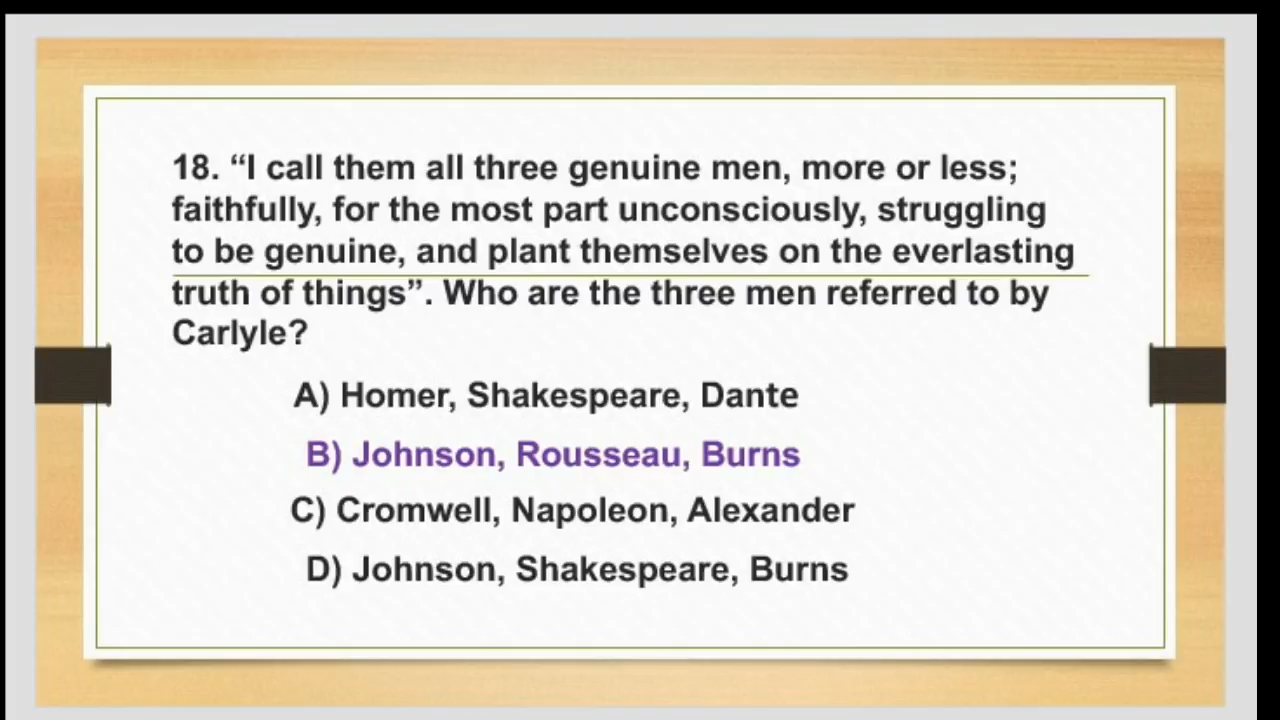 18. “I call them all three genuine men, more or less;
faithfully, for the most part unconsciously, struggling
to be genuine, and plant themselves on the everlasting
truth of things”. Who are the three men referred to by
Carlyle?
A) Homer, Shakespeare, Dante
B) Johnson, Rousseau, Burns
C) Cromwell, Napoleon, Alexander
D) Johnson, Shakespeare, Burns